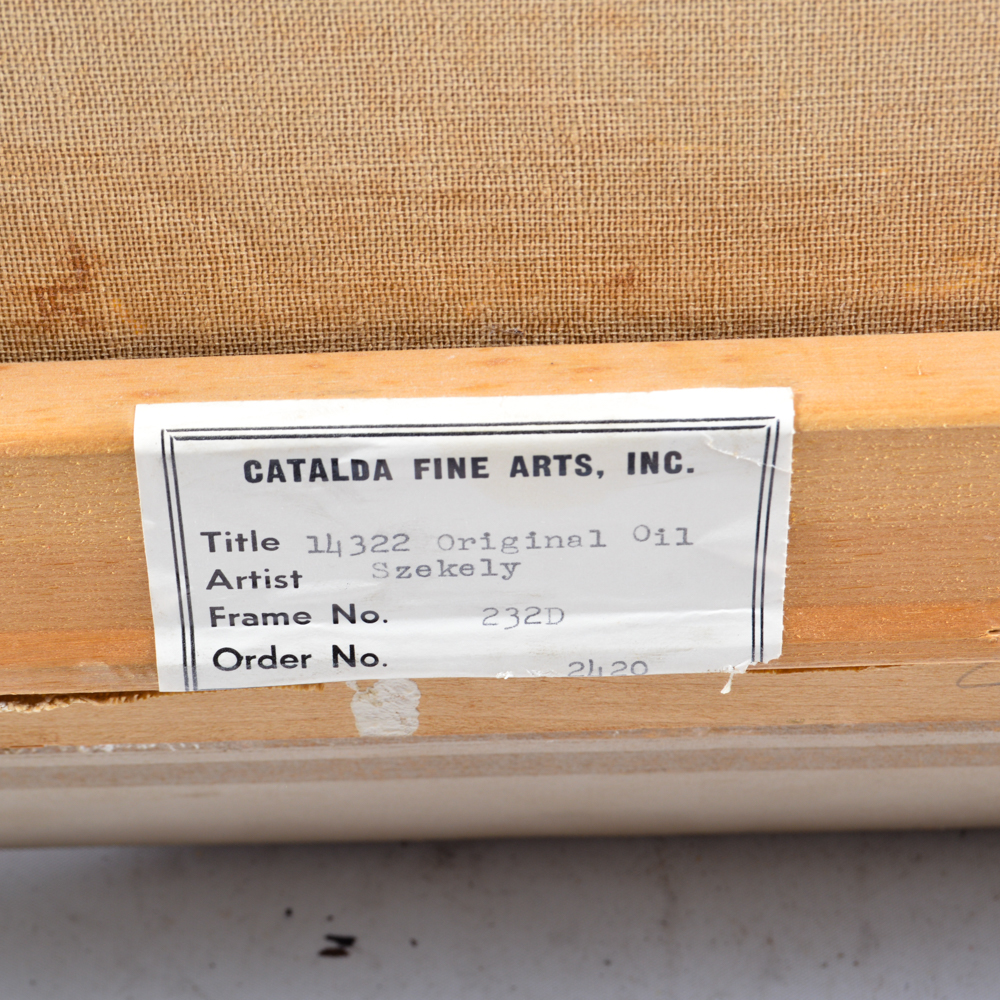 CATALDA FINE ARTS, INC.
Title 14322 Original Oil
Artist Szekely
Frame No. 232D
Order No. 2420